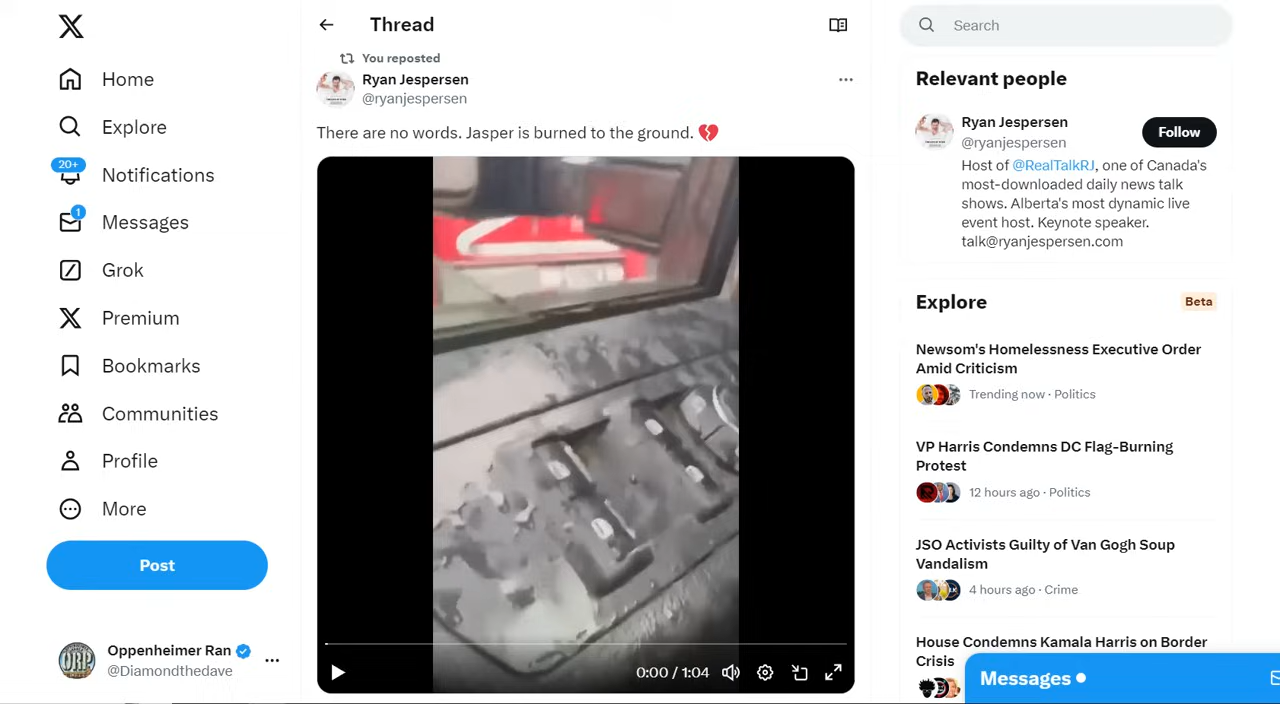 Home
Explore
20+
Notifications
1
Messages
Grok
Premium
Bookmarks
Communities
Profile
More
Post
Oppenheimer Ran
@Diamondthedave
Thread
You reposted
Ryan Jespersen
@ryanjespersen
There are no words. Jasper is burned to the ground. 💔
0:00 / 1:04
Search
Relevant people
Ryan Jespersen
@ryanjespersen
Follow
Host of @RealTalkRJ, one of Canada's
most-downloaded daily news talk
shows. Alberta's most dynamic live
event host. Keynote speaker.
talk@ryanjespersen.com
Explore
Beta
Newsom's Homelessness Executive Order
Amid Criticism
Trending now · Politics
VP Harris Condemns DC Flag-Burning
Protest
12 hours ago · Politics
JSO Activists Guilty of Van Gogh Soup
Vandalism
4 hours ago · Crime
House Condemns Kamala Harris on Border
Crisis
Messages